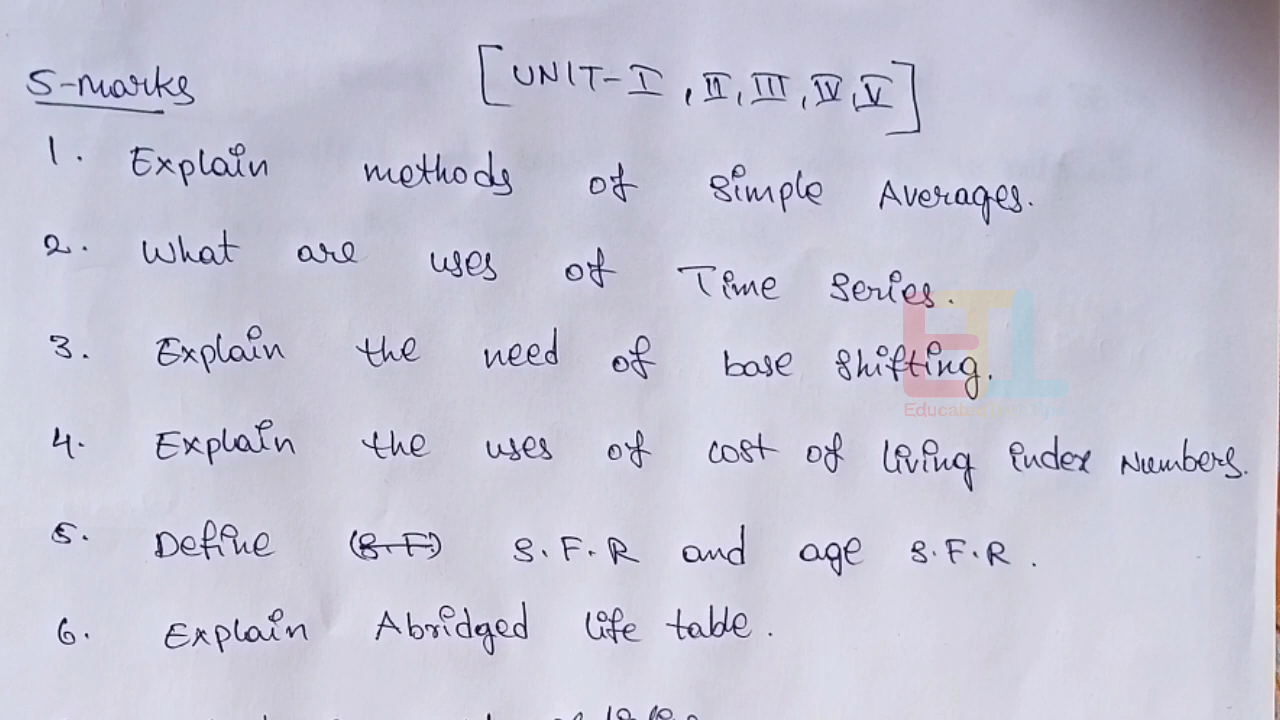 5-marks [UNIT-I, II, III, IV, V]
1. Explain methods of simple Averages.
2. What are uses of Time series.
3. Explain the need of base shifting.
4. Explain the uses of cost of living index Numbers.
5. Define (S.F.) S.F.R and age S.F.R.
6. Explain Abridged life table.